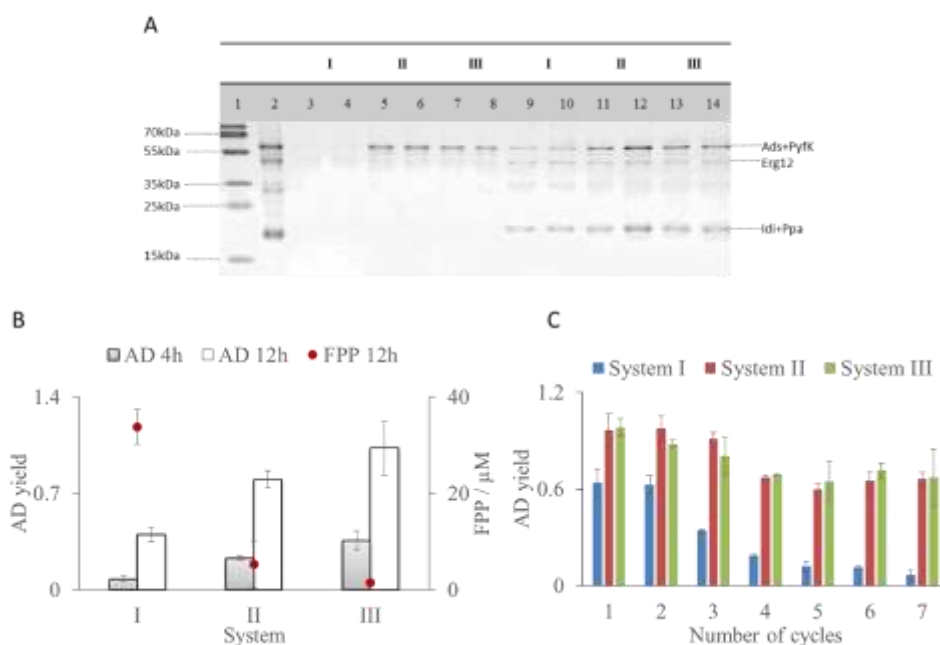 A
I II III I II III
1 2 3 4 5 6 7 8 9 10 11 12 13 14
70kDa
55kDa
35kDa
25kDa
15kDa
Ads+PyfK
Erg12
Idi+Ppa
B
AD 4h AD 12h FPP 12h
1.4
0.7
0
AD yield
40
20
0
FPP / µM
I II III
System
C
System I System II System III
1.2
0.6
0
AD yield
1 2 3 4 5 6 7
Number of cycles